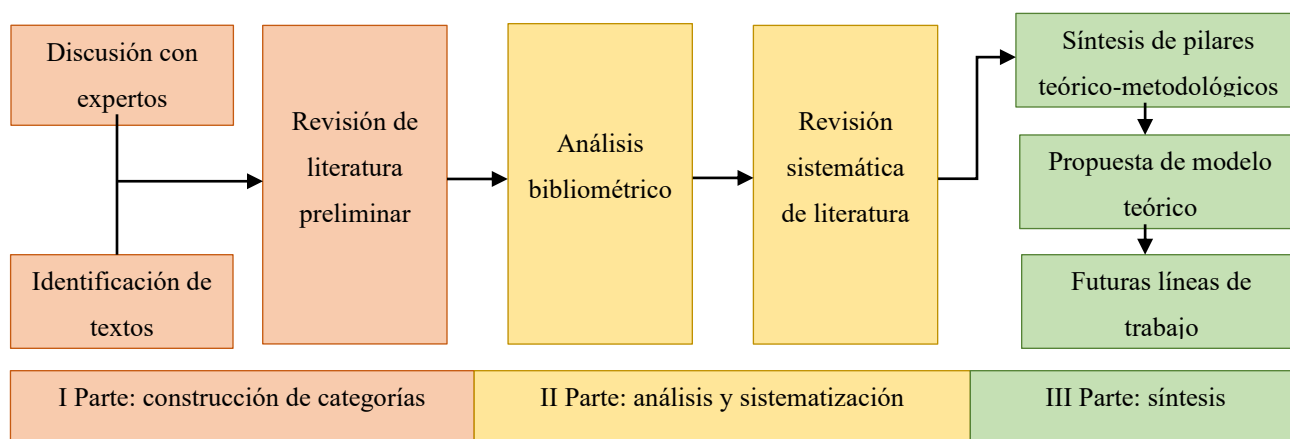 Discusión con
expertos
Identificación de
textos
Revisión de
literatura
preliminar
Análisis
bibliométrico
Revisión
sistemática
de literatura
Síntesis de pilares
teórico-metodológicos
Propuesta de modelo
teórico
Futuras líneas de
trabajo
I Parte: construcción de categorías
II Parte: análisis y sistematización
III Parte: síntesis